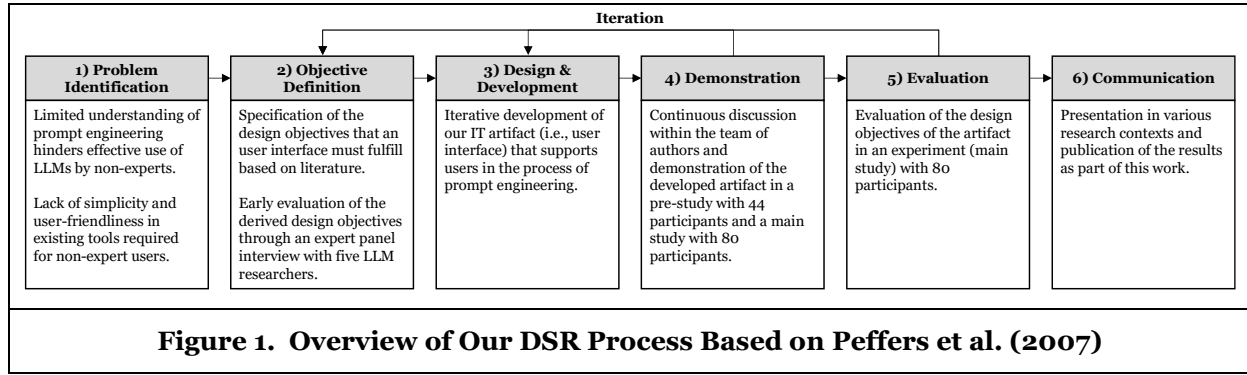 Iteration
1) Problem
Identification
Limited understanding of
prompt engineering
hinders effective use of
LLMs by non-experts.
Lack of simplicity and
user-friendliness in
existing tools required
for non-expert users.
2) Objective
Definition
Specification of the
design objectives that an
user interface must fulfill
based on literature.
Early evaluation of the
derived design objectives
through an expert panel
interview with five LLM
researchers.
3) Design &
Development
Iterative development of
our IT artifact (i.e., user
interface) that supports
users in the process of
prompt engineering.
4) Demonstration
Continuous discussion
within the team of
authors and
demonstration of the
developed artifact in a
pre-study with 44
participants and a main
study with 80
participants.
5) Evaluation
Evaluation of the design
objectives of the artifact
in an experiment (main
study) with 80
participants.
6) Communication
Presentation in various
research contexts and
publication of the results
as part of this work.
Figure 1. Overview of Our DSR Process Based on Peffers et al. (2007)